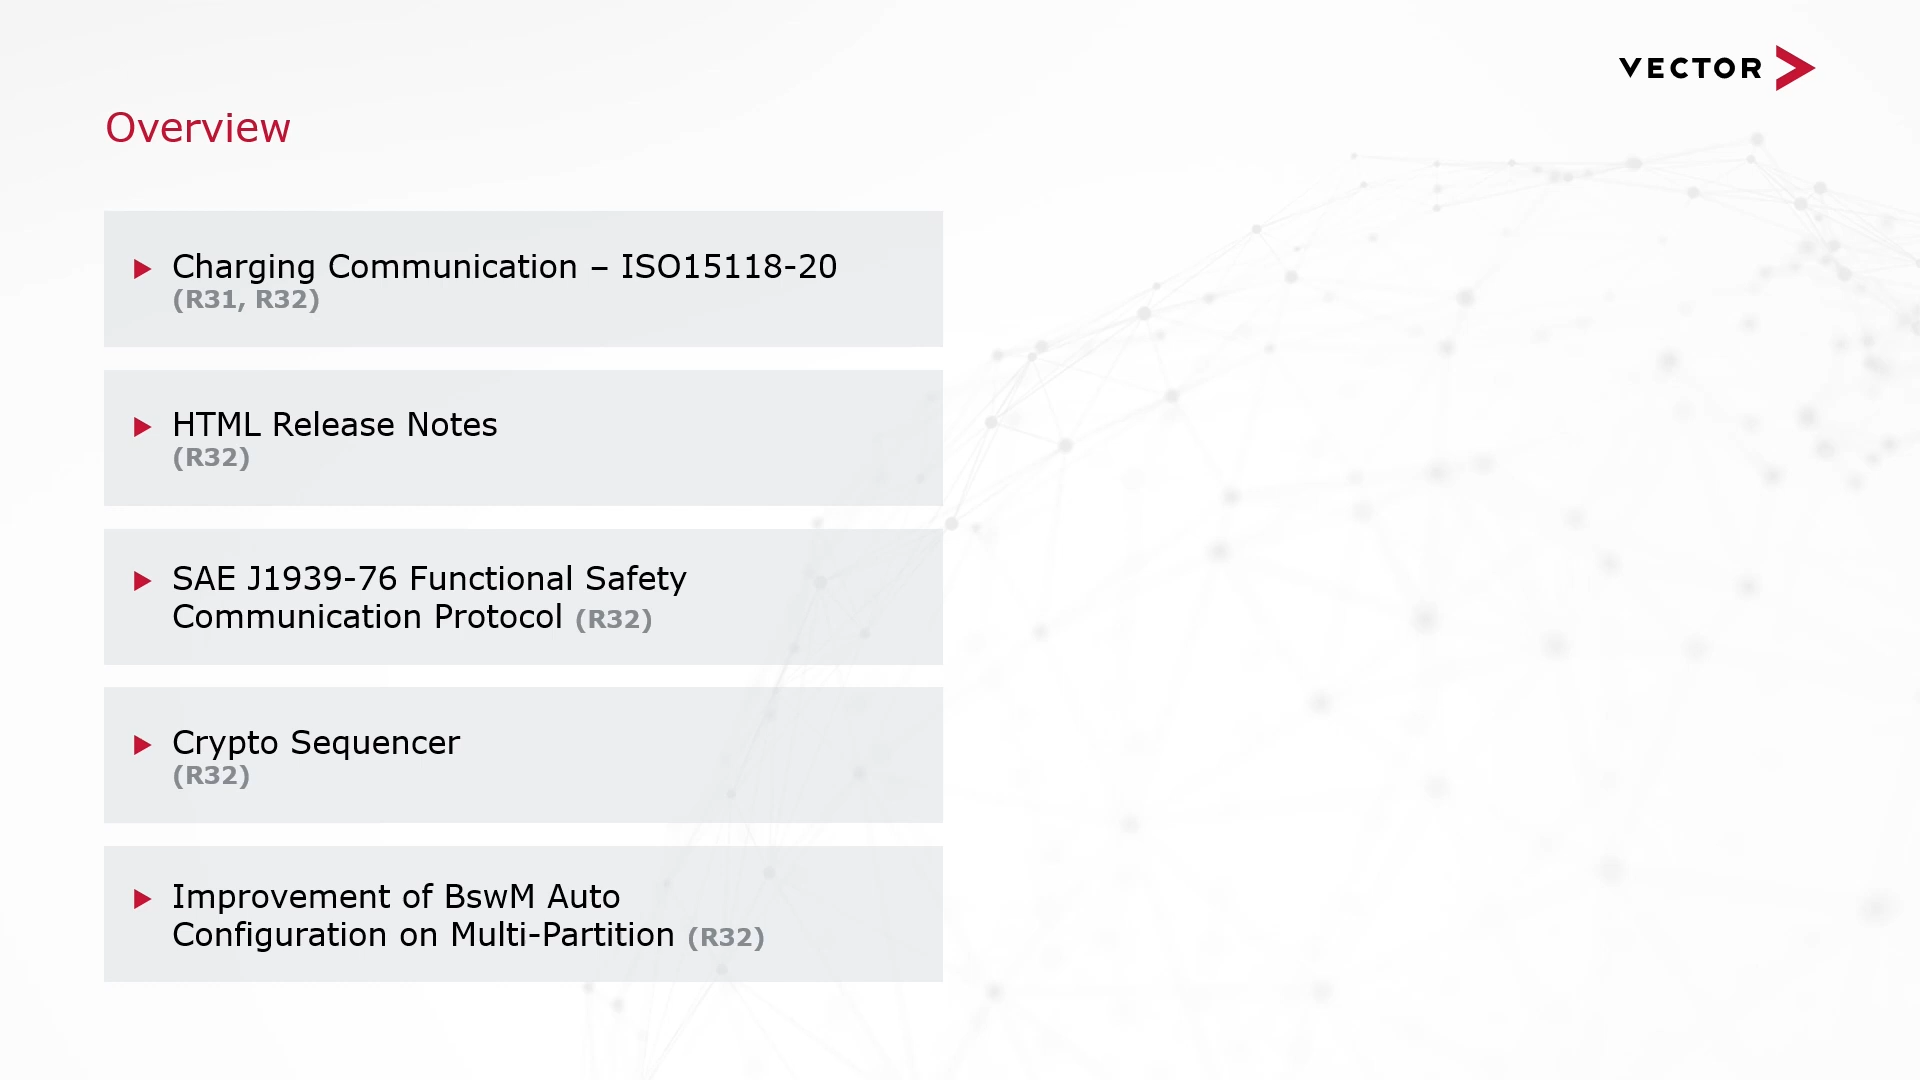 VECTOR
Overview
Charging Communication – ISO15118-20
(R31, R32)
HTML Release Notes
(R32)
SAE J1939-76 Functional Safety
Communication Protocol (R32)
Crypto Sequencer
(R32)
Improvement of BswM Auto
Configuration on Multi-Partition (R32)